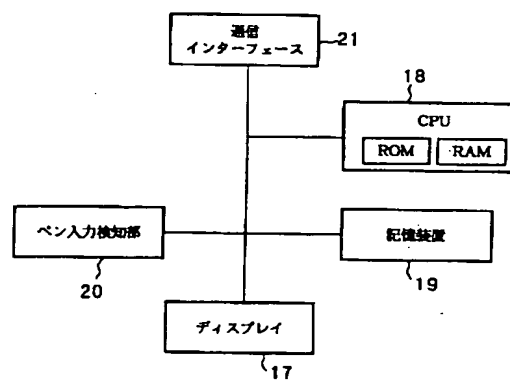 通信
インターフェース
21
18
CPU
ROM RAM
ペン入力検知部
20
記憶装置
19
ディスプレイ
17